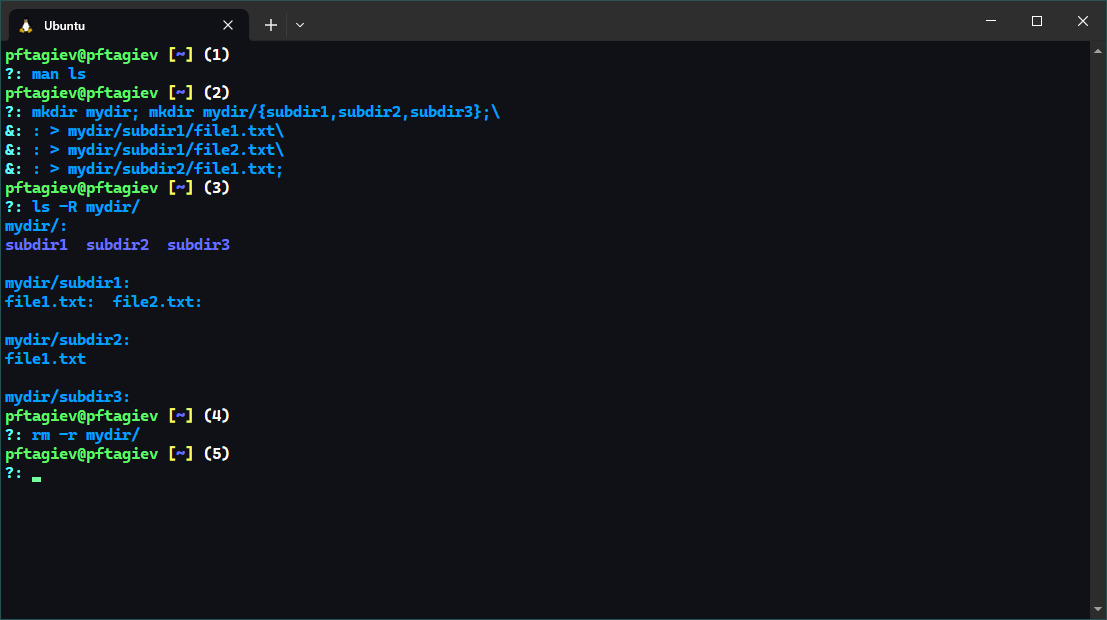 Ubuntu
pftagiev@pftagiev [~] (1)
?: man ls
pftagiev@pftagiev [~] (2)
?: mkdir mydir; mkdir mydir/{subdir1,subdir2,subdir3};\
&: : > mydir/subdir1/file1.txt\
&: : > mydir/subdir1/file2.txt\
&: : > mydir/subdir2/file1.txt;
pftagiev@pftagiev [~] (3)
?: ls -R mydir/
mydir/:
subdir1  subdir2  subdir3

mydir/subdir1:
file1.txt:  file2.txt:

mydir/subdir2:
file1.txt

mydir/subdir3:
pftagiev@pftagiev [~] (4)
?: rm -r mydir/
pftagiev@pftagiev [~] (5)
?: